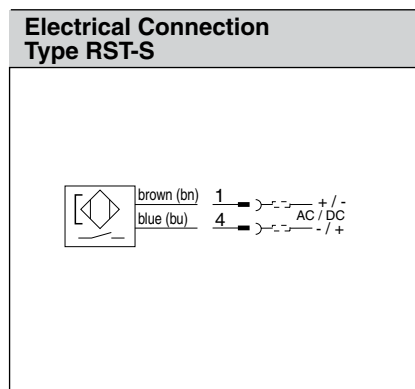 Electrical Connection
Type RST-S
brown (bn) 1 + / -
AC / DC
blue (bu) 4 - / +